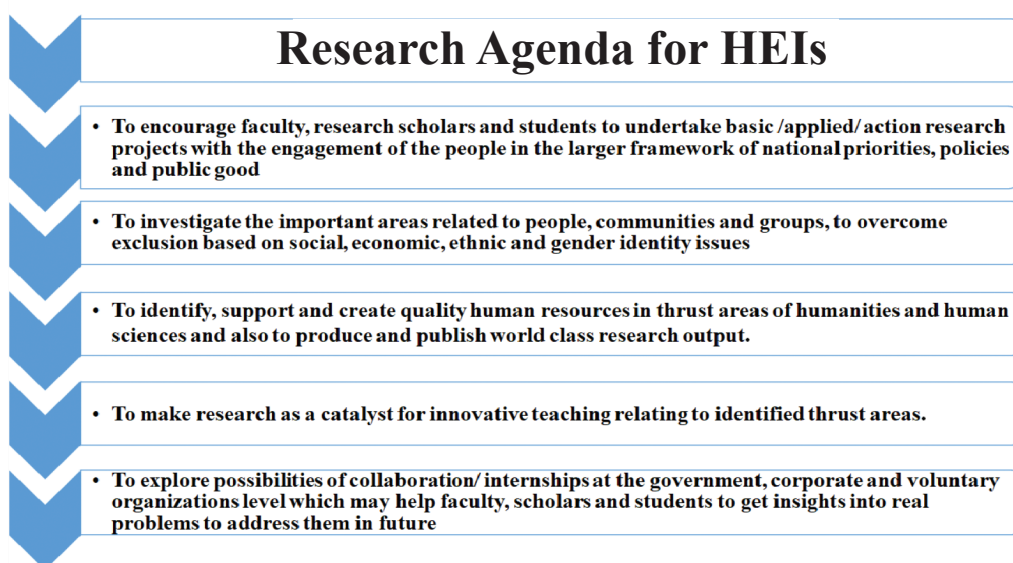 Research Agenda for HEIs
• To encourage faculty, research scholars and students to undertake basic /applied/ action research
projects with the engagement of the people in the larger framework of national priorities, policies
and public good
• To investigate the important areas related to people, communities and groups, to overcome
exclusion based on social, economic, ethnic and gender identity issues
• To identify, support and create quality human resources in thrust areas of humanities and human
sciences and also to produce and publish world class research output.
• To make research as a catalyst for innovative teaching relating to identified thrust areas.
• To explore possibilities of collaboration/ internships at the government, corporate and voluntary
organizations level which may help faculty, scholars and students to get insights into real
problems to address them in future